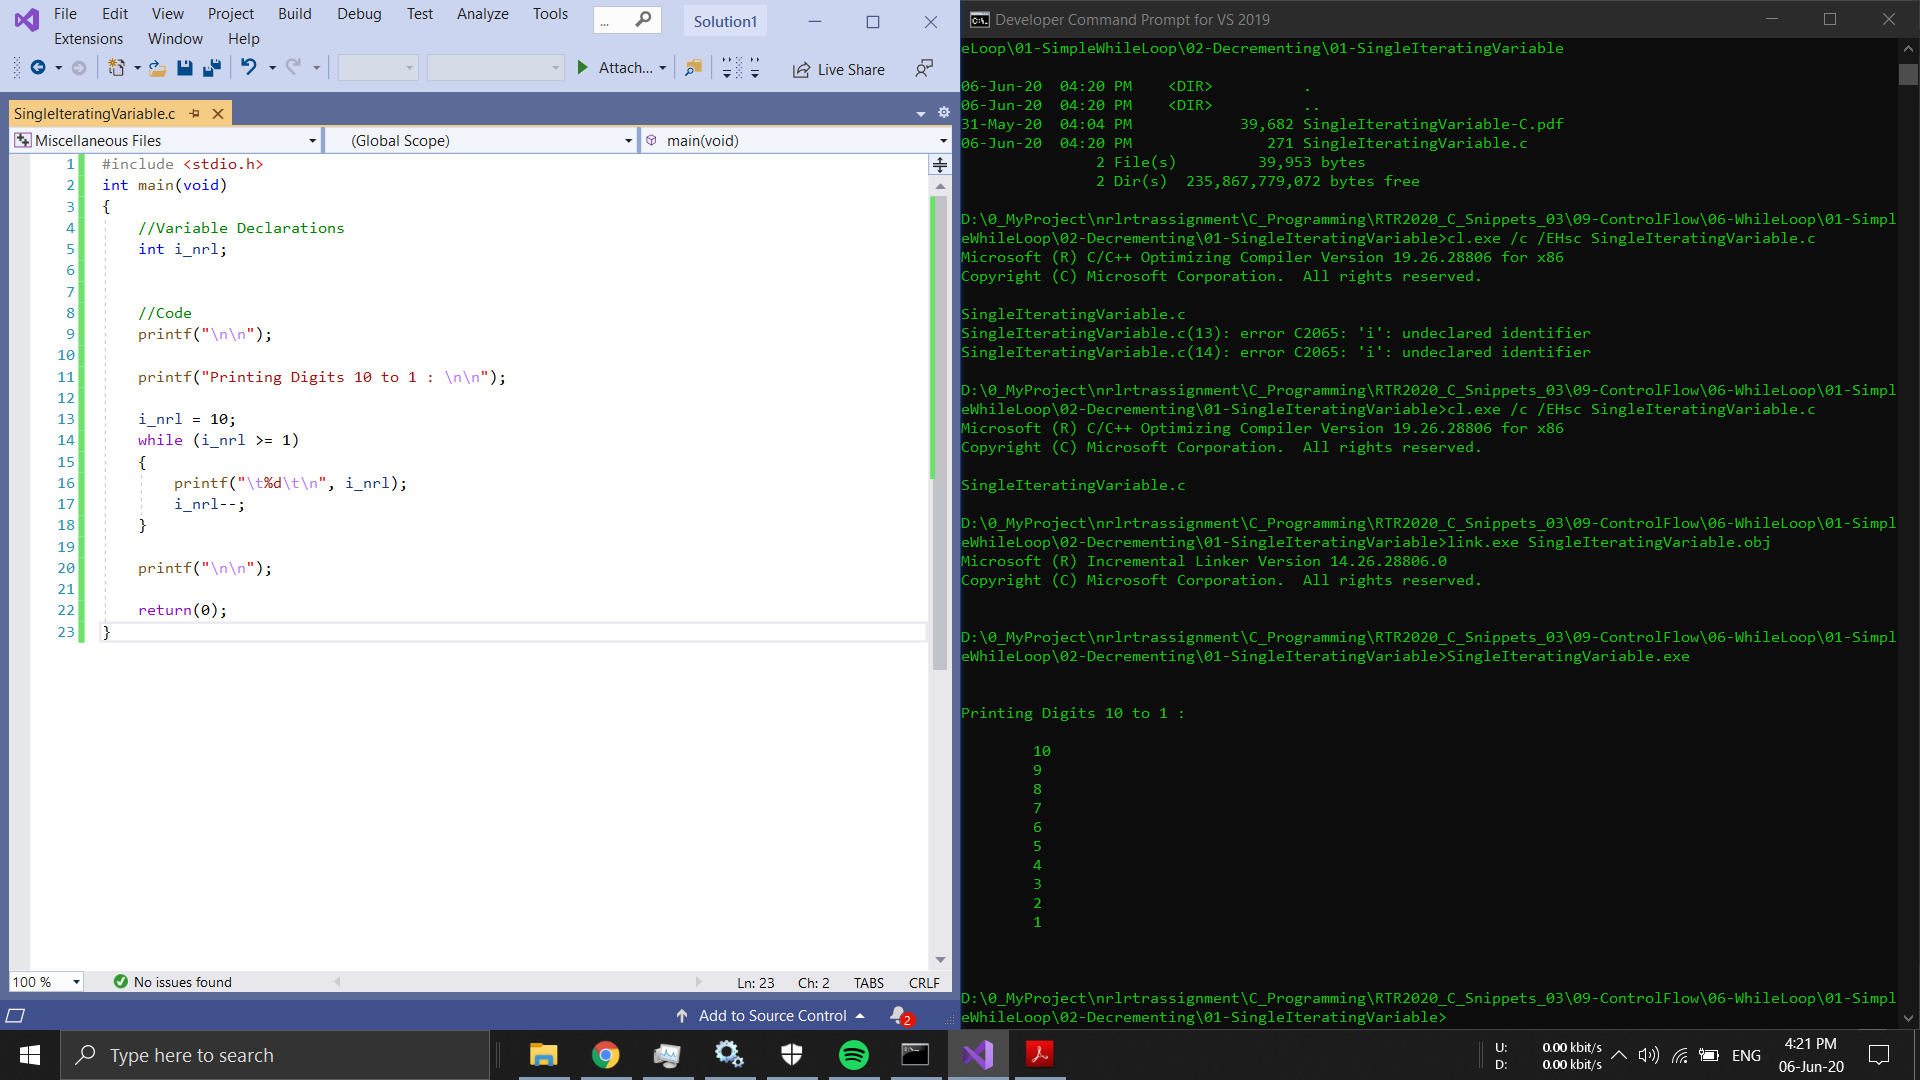 File Edit View Project Build Debug Test Analyze Tools ... Solution1
Extensions Window Help
Attach... Live Share
SingleIteratingVariable.c
Miscellaneous Files (Global Scope) main(void)
1 #include <stdio.h>
2 int main(void)
3 {
4 //Variable Declarations
5 int i_nrl;
6
7
8 //Code
9 printf("\n\n");
10
11 printf("Printing Digits 10 to 1 : \n\n");
12
13 i_nrl = 10;
14 while (i_nrl >= 1)
15 {
16 printf("\t%d\t\n", i_nrl);
17 i_nrl--;
18 }
19
20 printf("\n\n");
21
22 return(0);
23 }
100 % No issues found Ln: 23 Ch: 2 TABS CRLF
Add to Source Control 2
Developer Command Prompt for VS 2019
eLoop\01-SimpleWhileLoop\02-Decrementing\01-SingleIteratingVariable
06-Jun-20 04:20 PM <DIR> .
06-Jun-20 04:20 PM <DIR> ..
31-May-20 04:04 PM 39,682 SingleIteratingVariable-C.pdf
06-Jun-20 04:20 PM 271 SingleIteratingVariable.c
2 File(s) 39,953 bytes
2 Dir(s) 235,867,779,072 bytes free
D:\0_MyProject\nrlrtrassignment\C_Programming\RTR2020_C_Snippets_03\09-ControlFlow\06-WhileLoop\01-Simpl
eWhileLoop\02-Decrementing\01-SingleIteratingVariable>cl.exe /c /EHsc SingleIteratingVariable.c
Microsoft (R) C/C++ Optimizing Compiler Version 19.26.28806 for x86
Copyright (C) Microsoft Corporation. All rights reserved.
SingleIteratingVariable.c
SingleIteratingVariable.c(13): error C2065: 'i': undeclared identifier
SingleIteratingVariable.c(14): error C2065: 'i': undeclared identifier
D:\0_MyProject\nrlrtrassignment\C_Programming\RTR2020_C_Snippets_03\09-ControlFlow\06-WhileLoop\01-Simpl
eWhileLoop\02-Decrementing\01-SingleIteratingVariable>cl.exe /c /EHsc SingleIteratingVariable.c
Microsoft (R) C/C++ Optimizing Compiler Version 19.26.28806 for x86
Copyright (C) Microsoft Corporation. All rights reserved.
SingleIteratingVariable.c
D:\0_MyProject\nrlrtrassignment\C_Programming\RTR2020_C_Snippets_03\09-ControlFlow\06-WhileLoop\01-Simpl
eWhileLoop\02-Decrementing\01-SingleIteratingVariable>link.exe SingleIteratingVariable.obj
Microsoft (R) Incremental Linker Version 14.26.28806.0
Copyright (C) Microsoft Corporation. All rights reserved.
D:\0_MyProject\nrlrtrassignment\C_Programming\RTR2020_C_Snippets_03\09-ControlFlow\06-WhileLoop\01-Simpl
eWhileLoop\02-Decrementing\01-SingleIteratingVariable>SingleIteratingVariable.exe
Printing Digits 10 to 1 :
10
9
8
7
6
5
4
3
2
1
D:\0_MyProject\nrlrtrassignment\C_Programming\RTR2020_C_Snippets_03\09-ControlFlow\06-WhileLoop\01-Simpl
eWhileLoop\02-Decrementing\01-SingleIteratingVariable>
Type here to search
U: 0.00 kbit/s
D: 0.00 kbit/s
ENG
4:21 PM
06-Jun-20